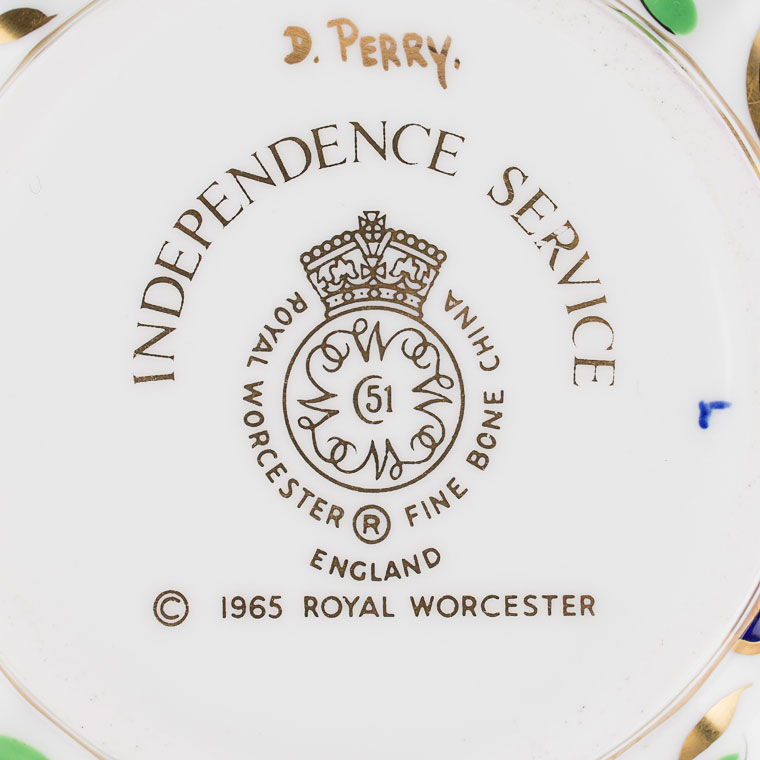 D. PERRY.
INDEPENDENCE SERVICE
ROYAL WORCESTER ® FINE BONE CHINA
51
ENGLAND
© 1965 ROYAL WORCESTER